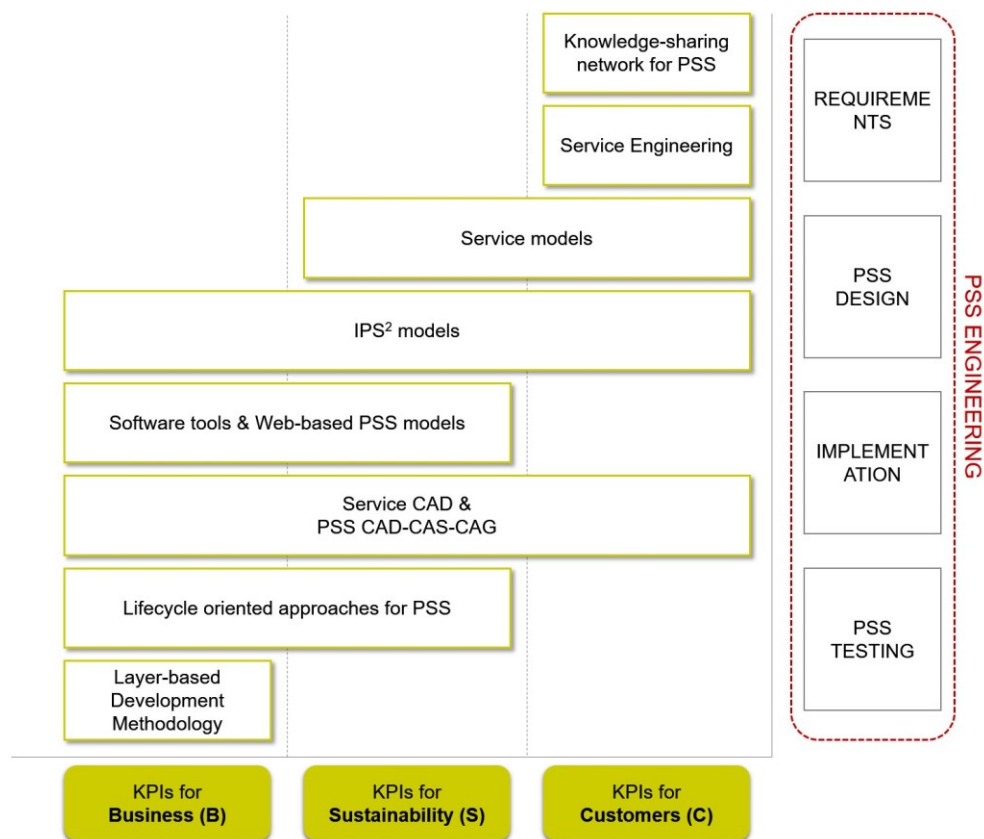 Knowledge-sharing
network for PSS
Service Engineering
Service models
IPS² models
Software tools & Web-based PSS models
Service CAD &
PSS CAD-CAS-CAG
Lifecycle oriented approaches for PSS
Layer-based
Development
Methodology
KPIs for
Business (B)
KPIs for
Sustainability (S)
KPIs for
Customers (C)
REQUIREME
NTS
PSS
DESIGN
IMPLEMENT
ATION
PSS
TESTING
PSS ENGINEERING